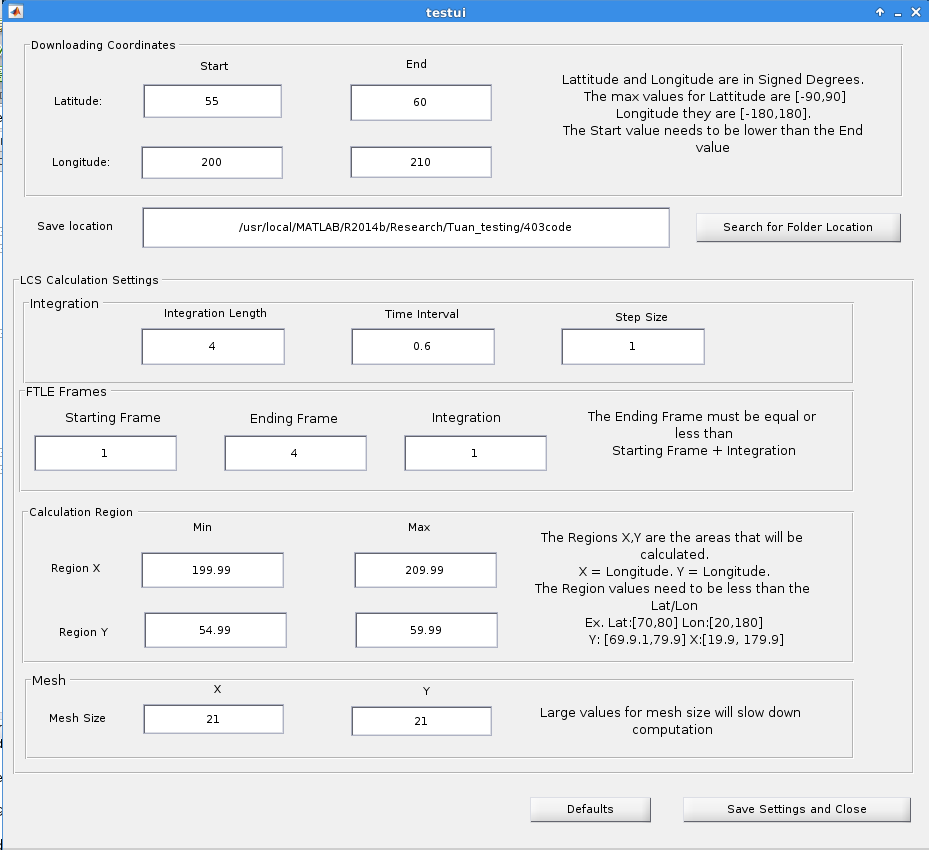 testui
Downloading Coordinates
Start
End
Latitude:
55
60
Lattitude and Longitude are in Signed Degrees.
The max values for Lattitude are [-90,90]
Longitude they are [-180,180].
The Start value needs to be lower than the End
value
Longitude:
200
210
Save location
/usr/local/MATLAB/R2014b/Research/Tuan_testing/403code
Search for Folder Location
LCS Calculation Settings
Integration
Integration Length
Time Interval
Step Size
4
0.6
1
FTLE Frames
Starting Frame
Ending Frame
Integration
1
4
1
The Ending Frame must be equal or
less than
Starting Frame + Integration
Calculation Region
Min
Max
Region X
199.99
209.99
Region Y
54.99
59.99
The Regions X,Y are the areas that will be
calculated.
X = Longitude. Y = Longitude.
The Region values need to be less than the
Lat/Lon
Ex. Lat:[70,80] Lon:[20,180]
Y: [69.9.1,79.9] X:[19.9, 179.9]
Mesh
X
Y
Mesh Size
21
21
Large values for mesh size will slow down
computation
Defaults
Save Settings and Close